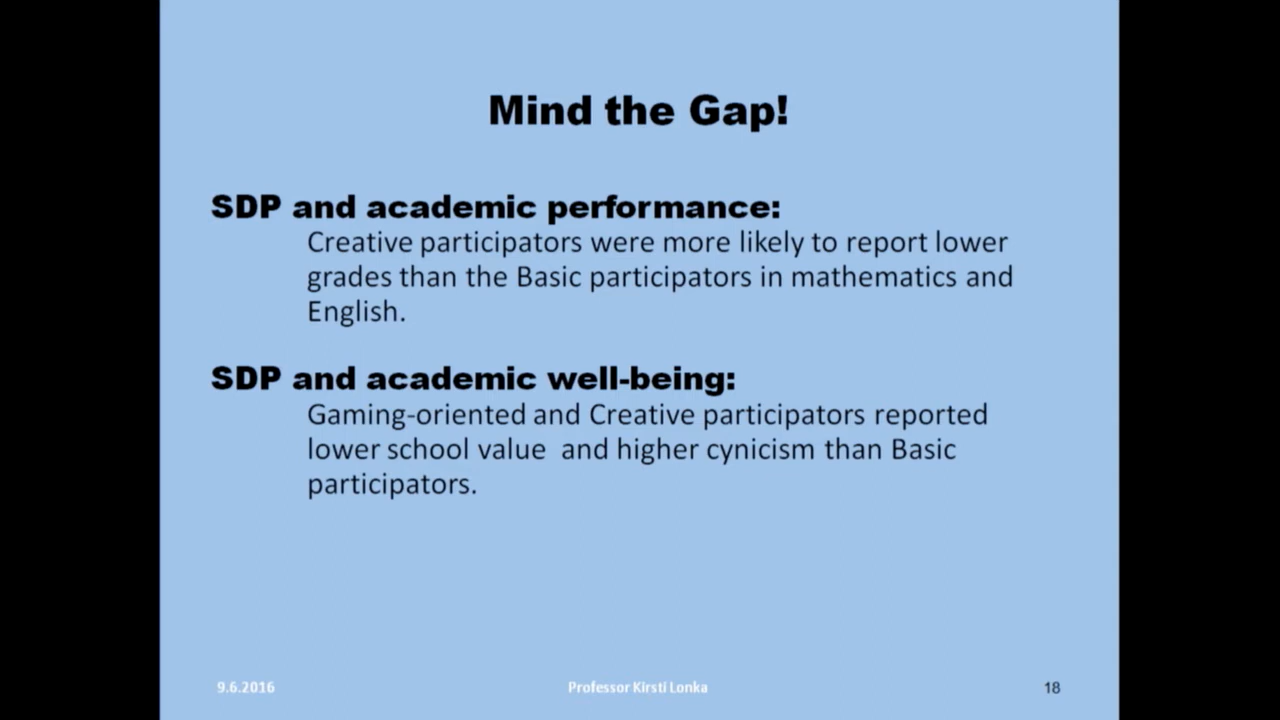 Mind the Gap!
SDP and academic performance:
Creative participators were more likely to report lower
grades than the Basic participators in mathematics and
English.
SDP and academic well-being:
Gaming-oriented and Creative participators reported
lower school value  and higher cynicism than Basic
participators.
9.6.2016
Professor Kirsti Lonka
18